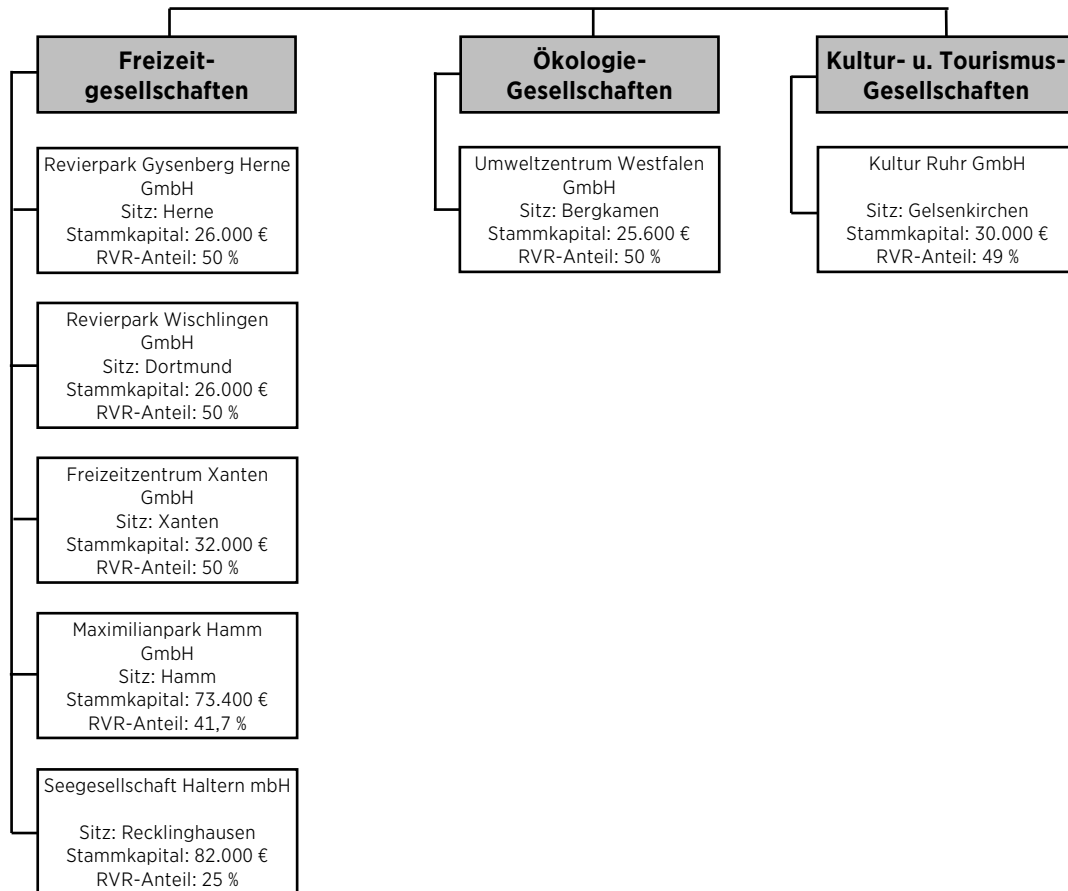 Freizeit-
gesellschaften
Revierpark Gysenberg Herne
GmbH
Sitz: Herne
Stammkapital: 26.000 €
RVR-Anteil: 50 %
Revierpark Wischlingen
GmbH
Sitz: Dortmund
Stammkapital: 26.000 €
RVR-Anteil: 50 %
Freizeitzentrum Xanten
GmbH
Sitz: Xanten
Stammkapital: 32.000 €
RVR-Anteil: 50 %
Maximilianpark Hamm
GmbH
Sitz: Hamm
Stammkapital: 73.400 €
RVR-Anteil: 41,7 %
Seegesellschaft Haltern mbH
Sitz: Recklinghausen
Stammkapital: 82.000 €
RVR-Anteil: 25 %
Ökologie-
Gesellschaften
Umweltzentrum Westfalen
GmbH
Sitz: Bergkamen
Stammkapital: 25.600 €
RVR-Anteil: 50 %
Kultur- u. Tourismus-
Gesellschaften
Kultur Ruhr GmbH
Sitz: Gelsenkirchen
Stammkapital: 30.000 €
RVR-Anteil: 49 %